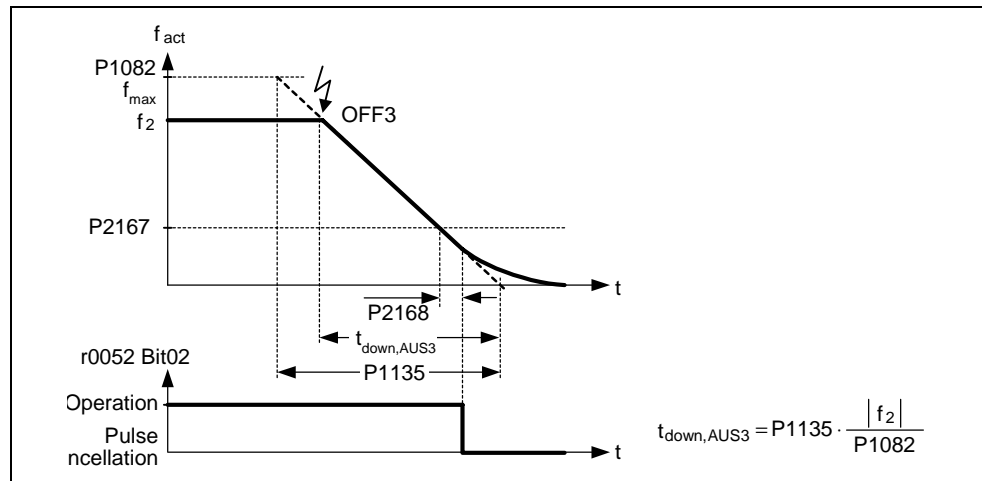 f act
P1082
f max
f 2
OFF3
P2167
t
P2168
t down,AUS3
P1135
r0052 Bit02
Operation
Pulse
ncellation
t
t down,AUS3 = P1135 · |f 2| / P1082